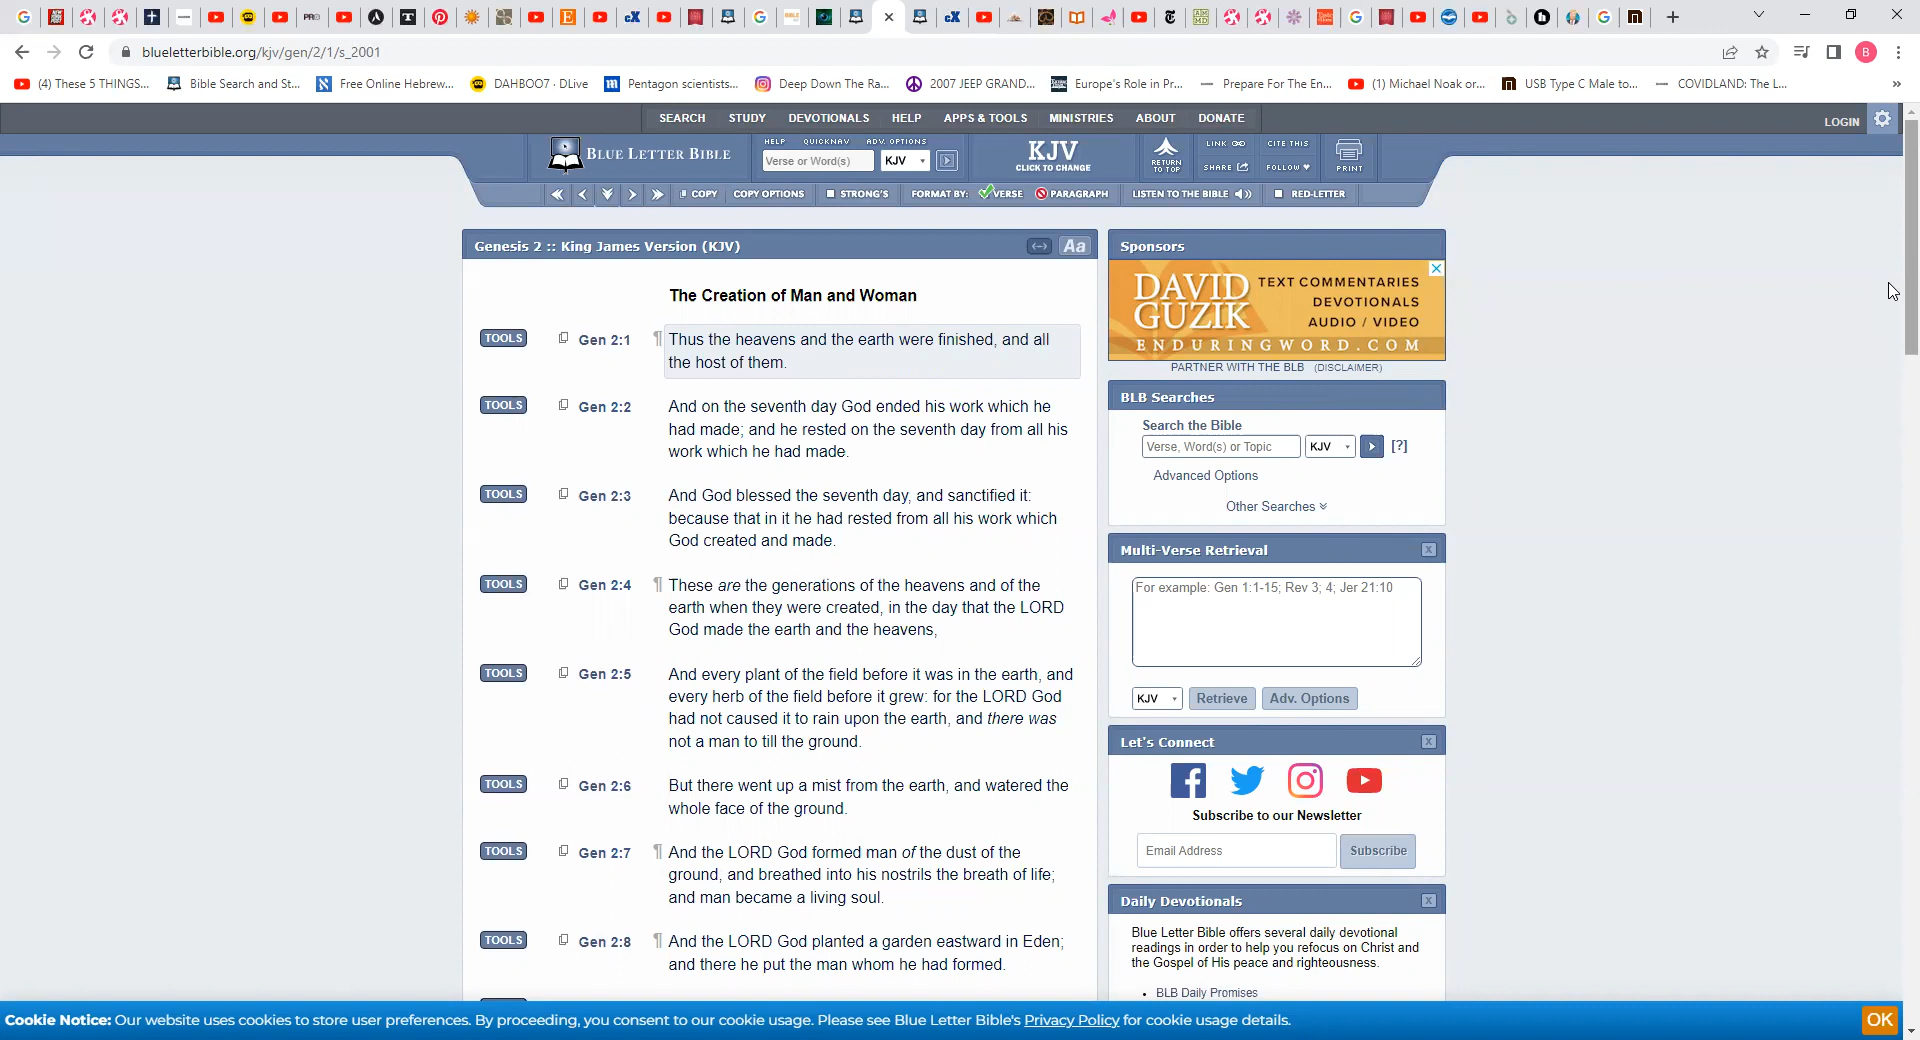 blueletterbible.org/kjv/gen/2/1/s_2001
B
(4) These 5 THINGS...
Bible Search and St...
Free Online Hebrew...
DAHBOO7 · DLive
Pentagon scientists...
Deep Down The Ra...
2007 JEEP GRAND...
Europe's Role in Pr...
Prepare For The En...
(1) Michael Noak or...
USB Type C Male to...
COVIDLAND: The L...
SEARCH STUDY DEVOTIONALS HELP APPS & TOOLS MINISTRIES ABOUT DONATE
LOGIN
BLUE LETTER BIBLE
HELP QUICKNAV ADV. OPTIONS
Verse or Word(s) KJV
KJV
CLICK TO CHANGE
RETURN
TO TOP
LINK CITE THIS
SHARE FOLLOW
PRINT
COPY COPY OPTIONS STRONG'S FORMAT BY: VERSE PARAGRAPH LISTEN TO THE BIBLE RED-LETTER
Genesis 2 :: King James Version (KJV)
Aa
The Creation of Man and Woman
TOOLS Gen 2:1 ¶ Thus the heavens and the earth were finished, and all
the host of them.
TOOLS Gen 2:2 And on the seventh day God ended his work which he
had made; and he rested on the seventh day from all his
work which he had made.
TOOLS Gen 2:3 And God blessed the seventh day, and sanctified it:
because that in it he had rested from all his work which
God created and made.
TOOLS Gen 2:4 ¶ These are the generations of the heavens and of the
earth when they were created, in the day that the LORD
God made the earth and the heavens,
TOOLS Gen 2:5 And every plant of the field before it was in the earth, and
every herb of the field before it grew: for the LORD God
had not caused it to rain upon the earth, and there was
not a man to till the ground.
TOOLS Gen 2:6 But there went up a mist from the earth, and watered the
whole face of the ground.
TOOLS Gen 2:7 ¶ And the LORD God formed man of the dust of the
ground, and breathed into his nostrils the breath of life;
and man became a living soul.
TOOLS Gen 2:8 ¶ And the LORD God planted a garden eastward in Eden;
and there he put the man whom he had formed.
Sponsors
DAVID
GUZIK
TEXT COMMENTARIES
DEVOTIONALS
AUDIO / VIDEO
ENDURINGWORD.COM
PARTNER WITH THE BLB (DISCLAIMER)
BLB Searches
Search the Bible
Verse, Word(s) or Topic KJV [?]
Advanced Options
Other Searches
Multi-Verse Retrieval
For example: Gen 1:1-15; Rev 3; 4; Jer 21:10
KJV Retrieve Adv. Options
Let's Connect
Subscribe to our Newsletter
Email Address Subscribe
Daily Devotionals
Blue Letter Bible offers several daily devotional
readings in order to help you refocus on Christ and
the Gospel of His peace and righteousness.
• BLB Daily Promises
Cookie Notice: Our website uses cookies to store user preferences. By proceeding, you consent to our cookie usage. Please see Blue Letter Bible's Privacy Policy for cookie usage details.
OK